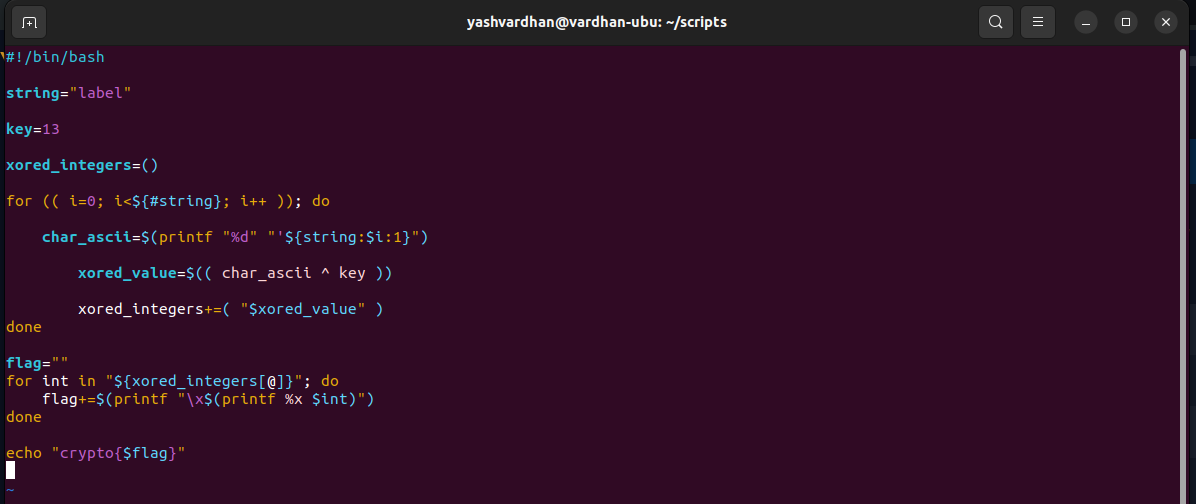 yashvardhan@vardhan-ubu: ~/scripts
#!/bin/bash
string="label"
key=13
xored_integers=()
for (( i=0; i<${#string}; i++ )); do
    char_ascii=$(printf "%d" "'${string:$i:1}")
        xored_value=$(( char_ascii ^ key ))
        xored_integers+=( "$xored_value" )
done
flag=""
for int in "${xored_integers[@]}"; do
    flag+=$(printf "\x$(printf %x $int)")
done
echo "crypto{$flag}"
~